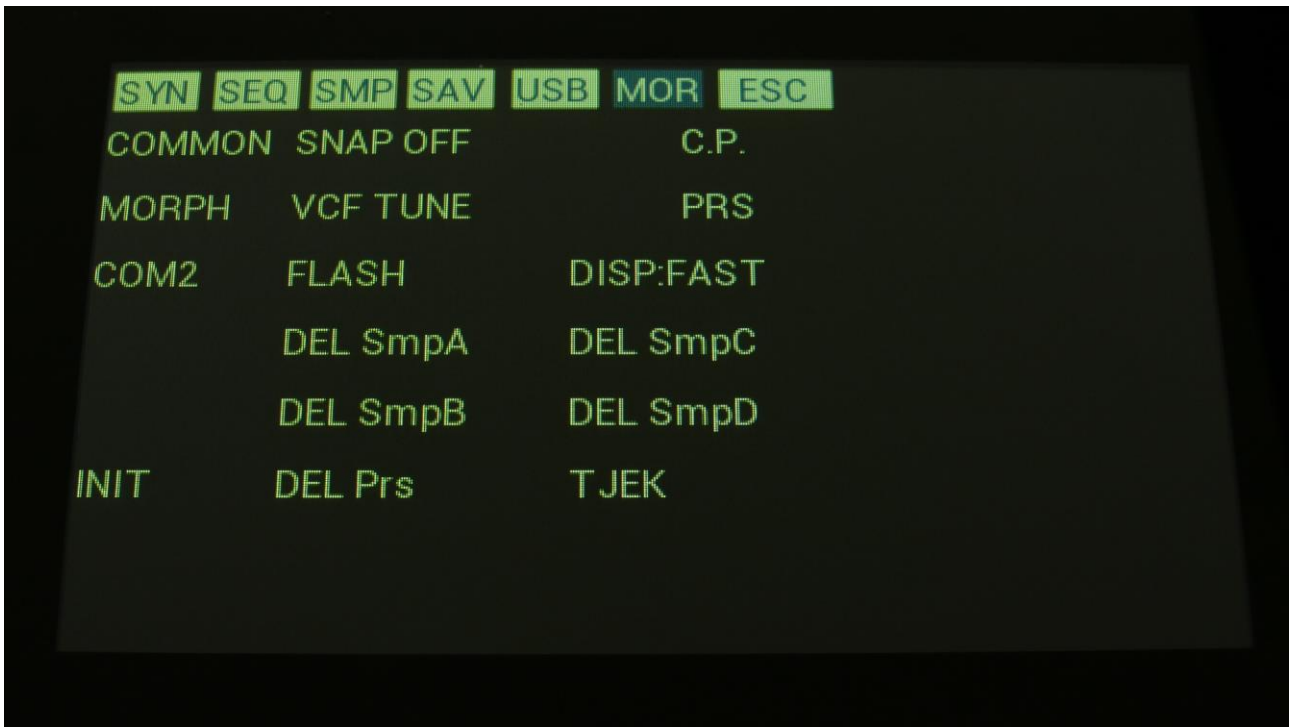 SYN SEQ SMP SAV USB MOR ESC
COMMON SNAP OFF C.P.
MORPH VCF TUNE PRS
COM2 FLASH DISP:FAST
DEL SmpA DEL SmpC
DEL SmpB DEL SmpD
INIT DEL Prs TJEK